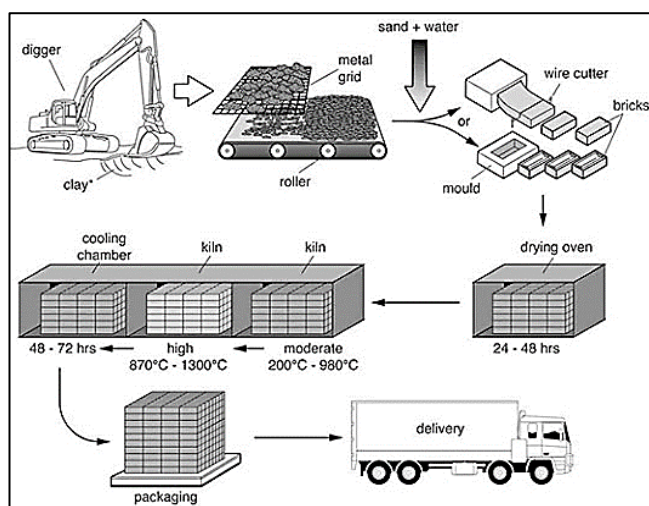 digger
clay*
metal
grid
roller
sand + water
or
wire cutter
bricks
mould
drying oven
24 - 48 hrs
kiln
moderate
200°C - 980°C
kiln
high
870°C - 1300°C
cooling
chamber
48 - 72 hrs
packaging
delivery